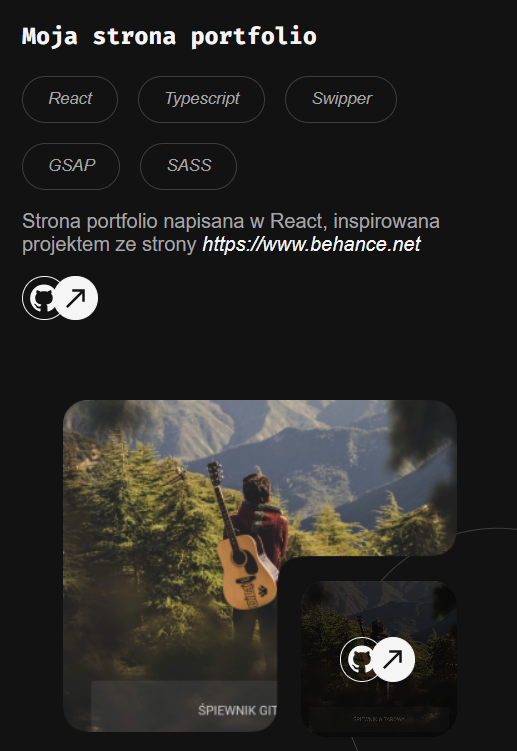 Moja strona portfolio
React Typescript Swipper
GSAP SASS
Strona portfolio napisana w React, inspirowana
projektem ze strony https://www.behance.net
ŚPIEWNIK GIT